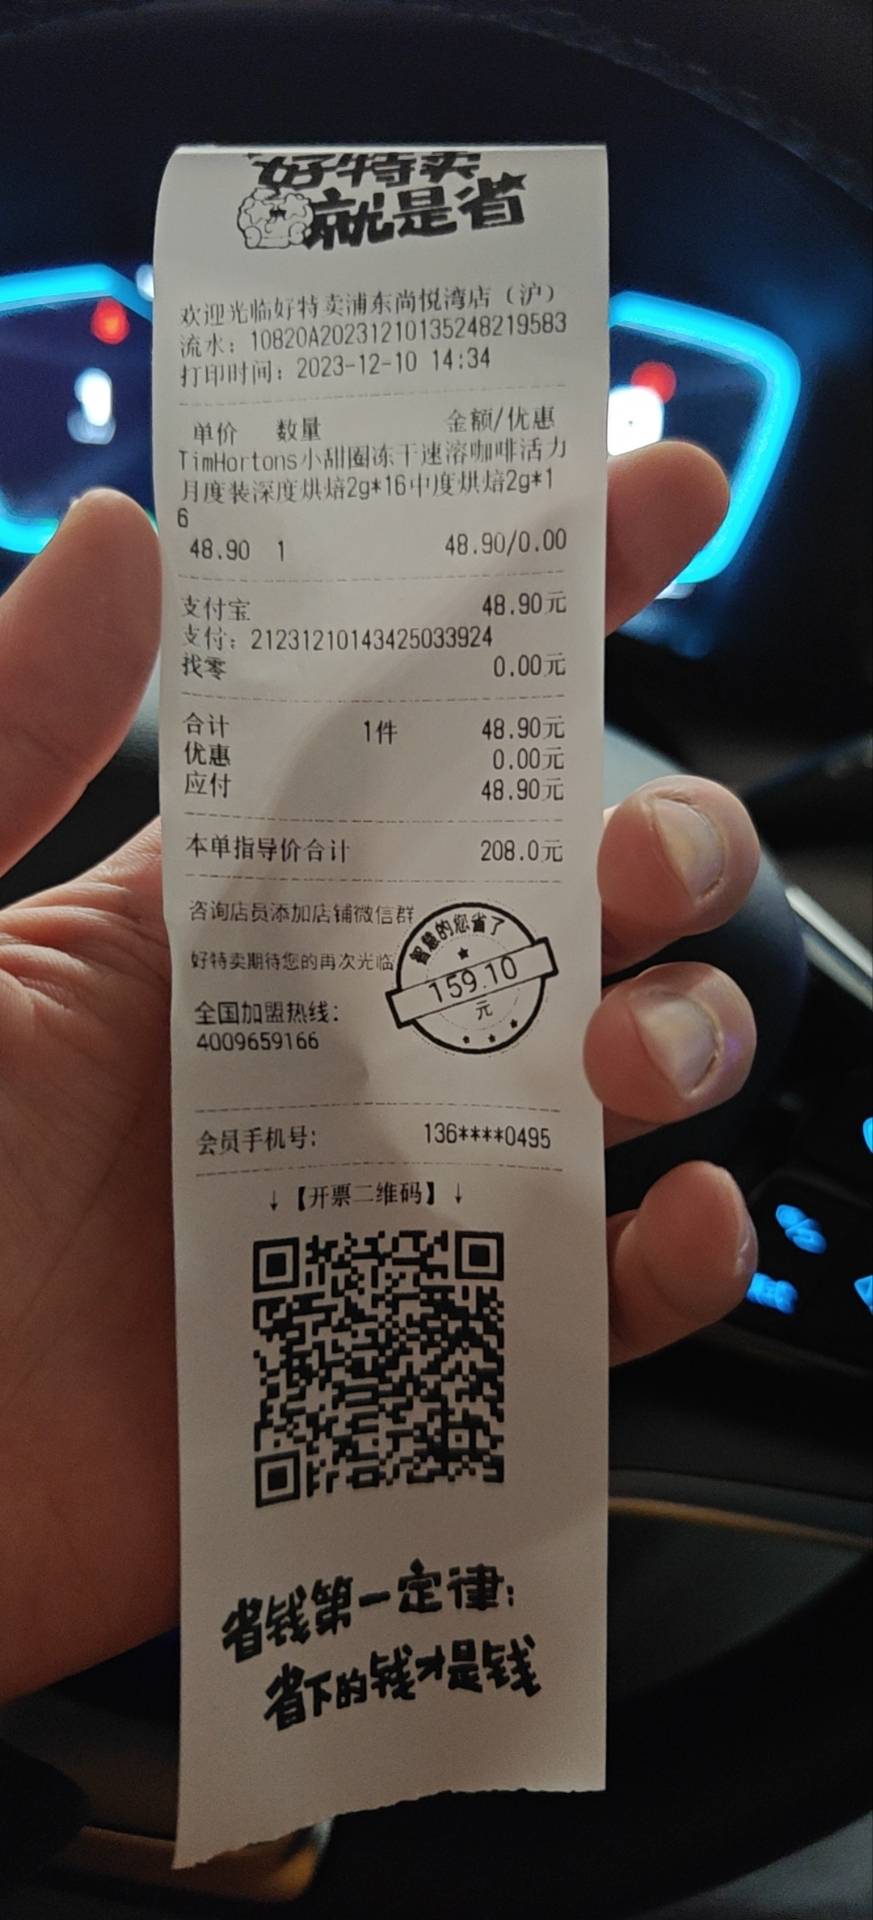 好特卖
就是省
欢迎光临好特卖浦东尚悦湾店（沪）
流水：10820A20231210135248219583
打印时间：2023-12-10 14:34
单价 数量 金额/优惠
TimHortons小甜圈冻干速溶咖啡活力
月度装深度烘焙2g*16中度烘焙2g*1
6
48.90 1 48.90/0.00
支付宝 48.90元
支付：21231210143425033924
找零 0.00元
合计 1件 48.90元
优惠 0.00元
应付 48.90元
本单指导价合计 208.0元
咨询店员添加店铺微信群
好特卖期待您的再次光临
智慧的您省了
159.10
元
全国加盟热线：
4009659166
会员手机号： 136****0495
↓【开票二维码】↓
省钱第一定律：
省下的钱才是钱